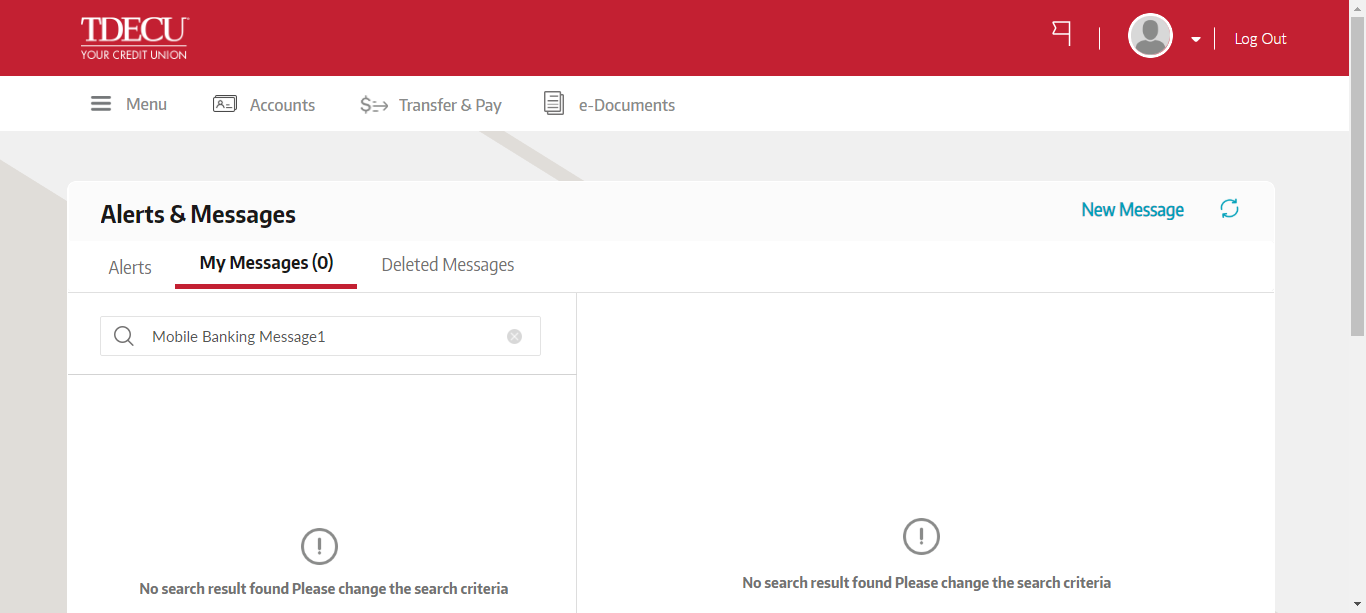 TDECU
YOUR CREDIT UNION
Log Out
Menu
Accounts
Transfer & Pay
e-Documents
Alerts & Messages
New Message
Alerts
My Messages (0)
Deleted Messages
Mobile Banking Message1
No search result found Please change the search criteria
No search result found Please change the search criteria